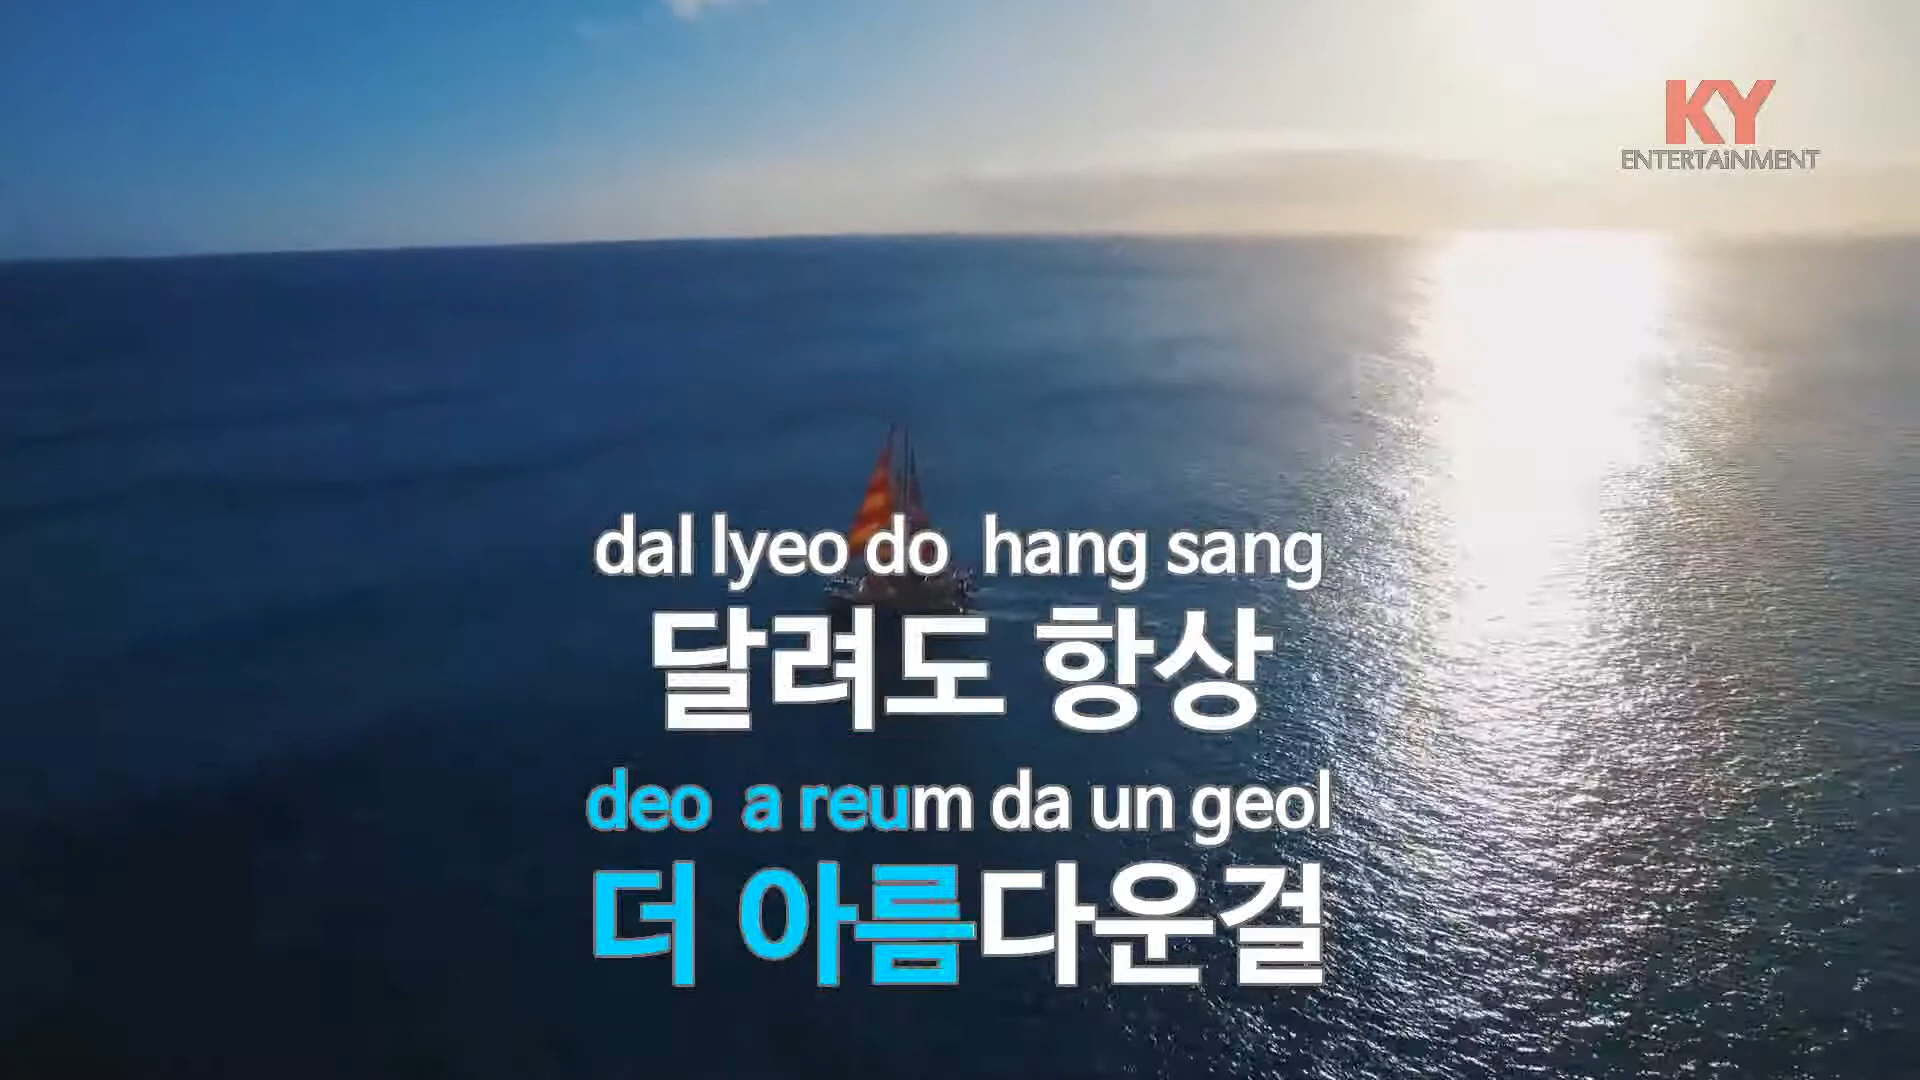 KY
ENTERTAiNMENT
dal lyeo do hang sang
달려도 항상
deo a reum da un geol
더 아름다운걸